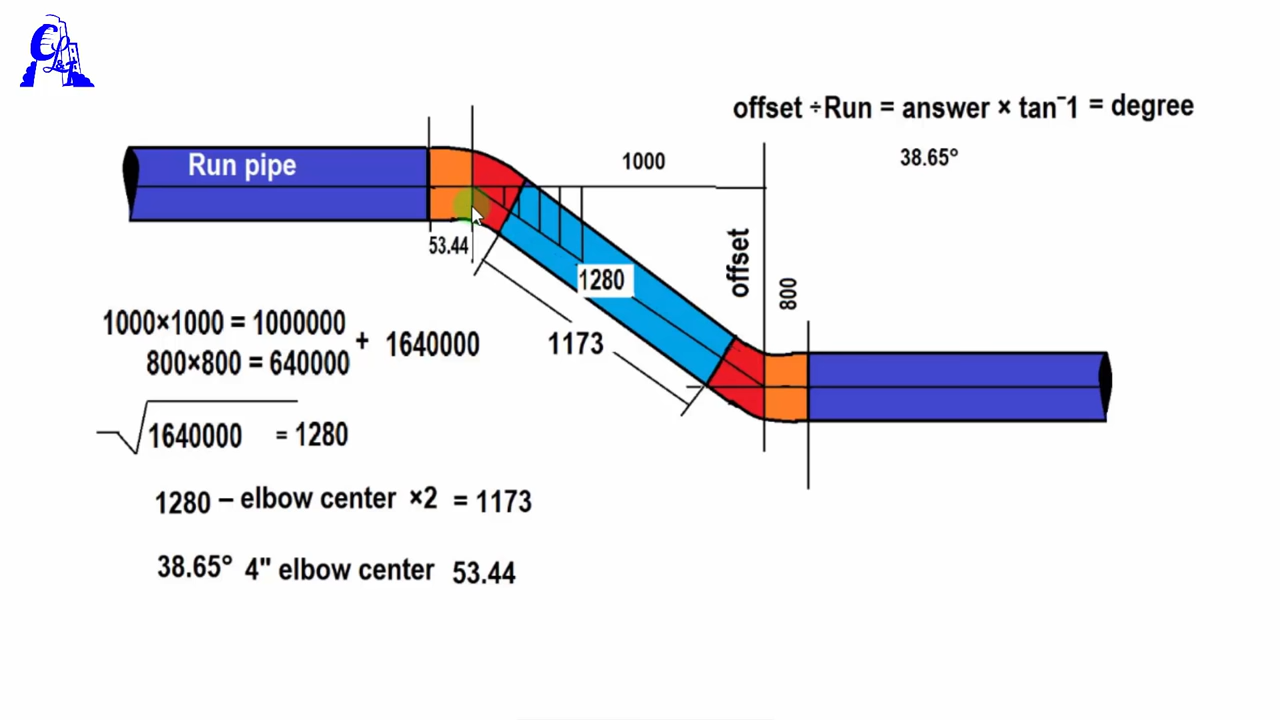 CL&T
offset ÷Run = answer × tan‾1 = degree
38.65°
Run pipe
1000
53.44
offset
800
1280
1173
1000×1000 = 1000000
800×800 = 640000
+ 1640000
√1640000 = 1280
1280 – elbow center ×2 = 1173
38.65° 4" elbow center 53.44